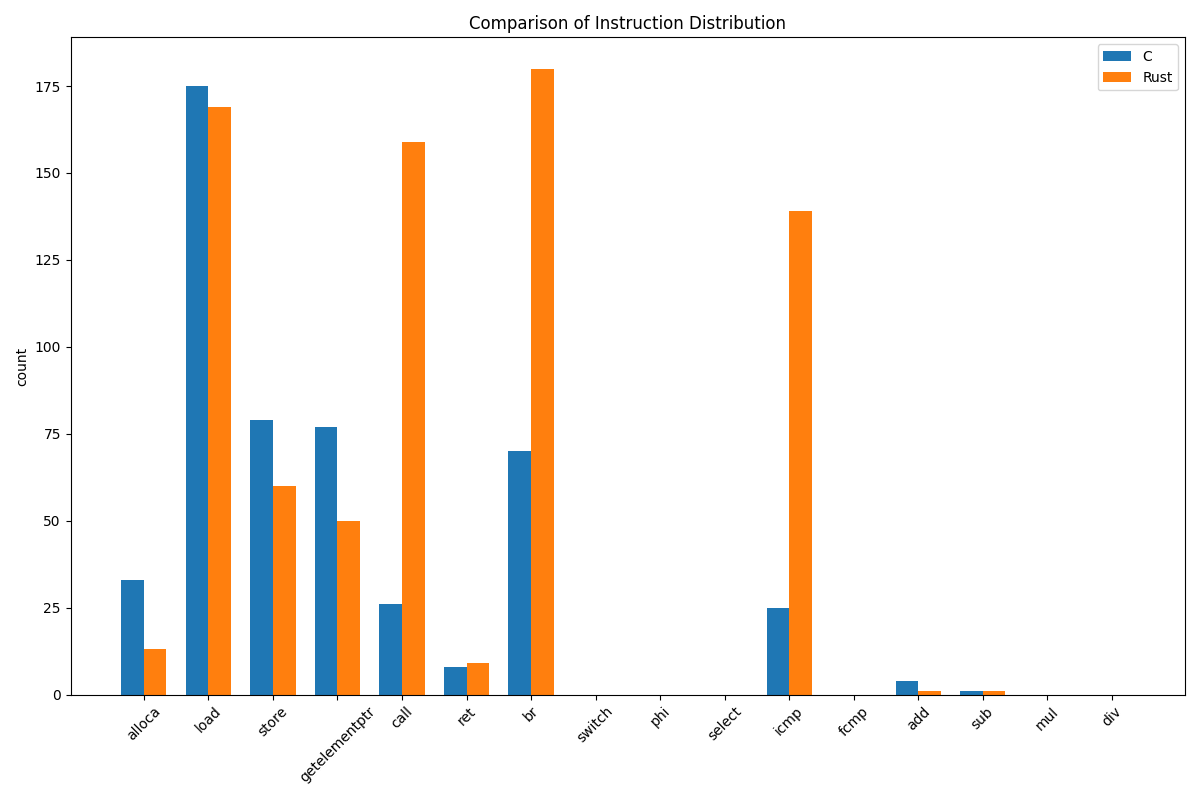 Comparison of Instruction Distribution
C
Rust
count
175
150
125
100
75
50
25
0
alloca
load
store
getelementptr
call
ret
br
switch
phi
select
icmp
fcmp
add
sub
mul
div